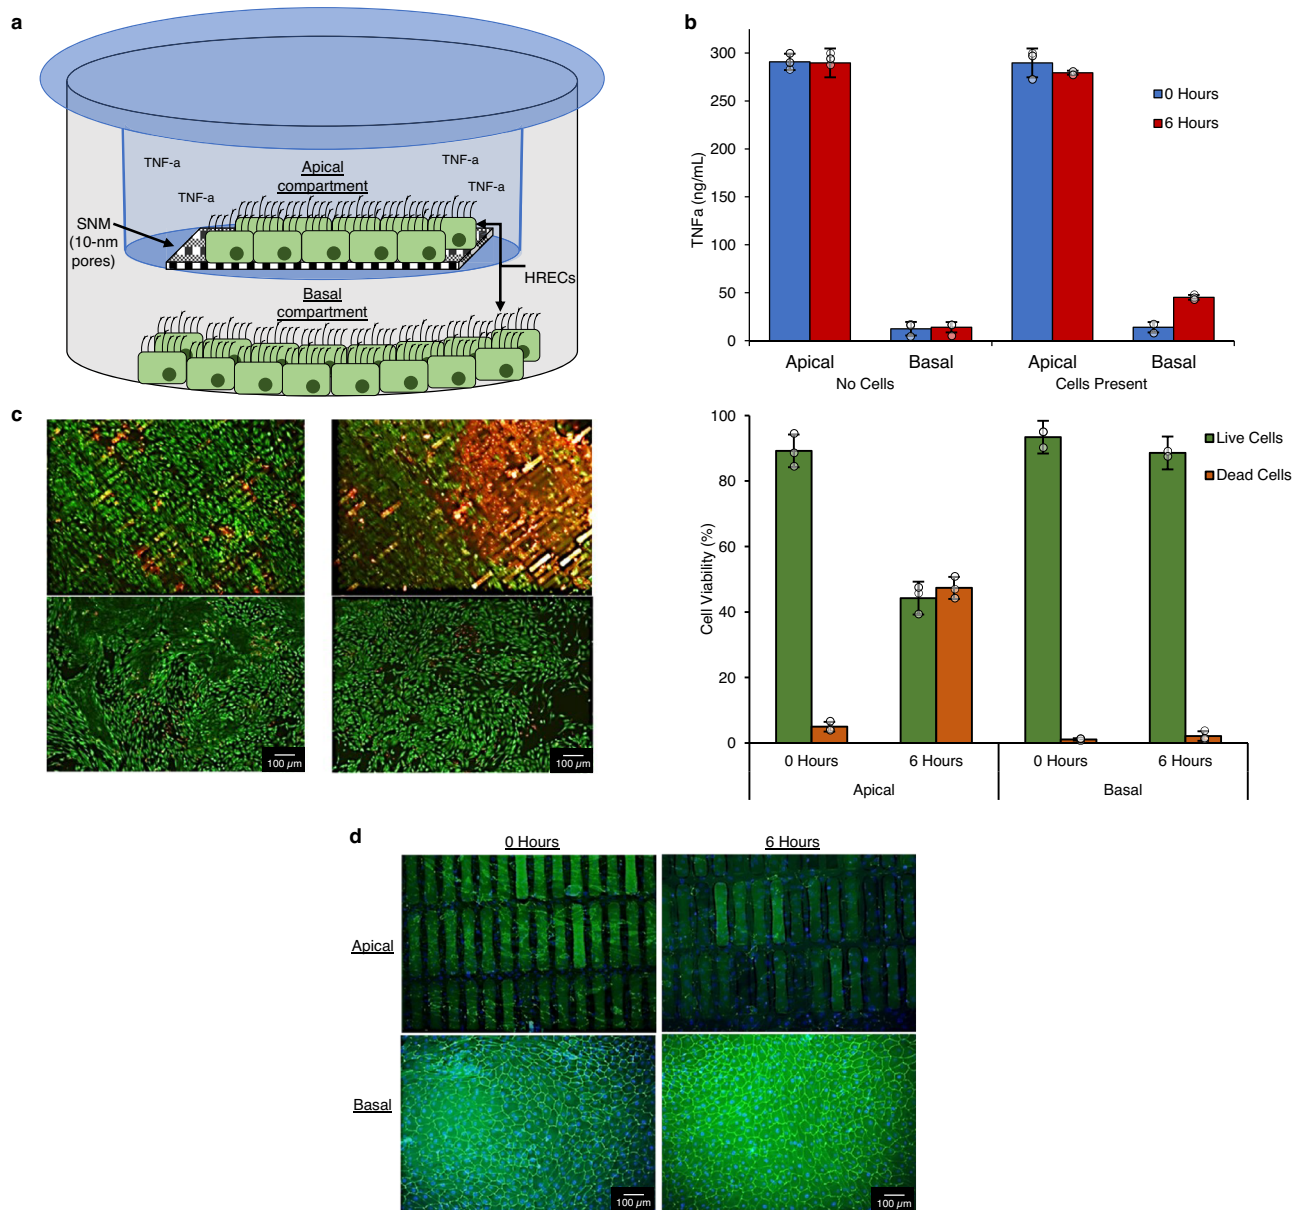 a
TNF-a
TNF-a
TNF-a
TNF-a
Apical
compartment
SNM
(10-nm
pores)
HRECs
Basal
compartment
b
300
250
200
150
100
50
0
TNFa (ng/mL)
0 Hours
6 Hours
Apical
Basal
Apical
Basal
No Cells
Cells Present
c
100 µm
100 µm
100
80
60
40
20
0
Cell Viability (%)
Live Cells
Dead Cells
0 Hours
6 Hours
0 Hours
6 Hours
Apical
Basal
d
0 Hours
6 Hours
Apical
Basal
100 µm
100 µm